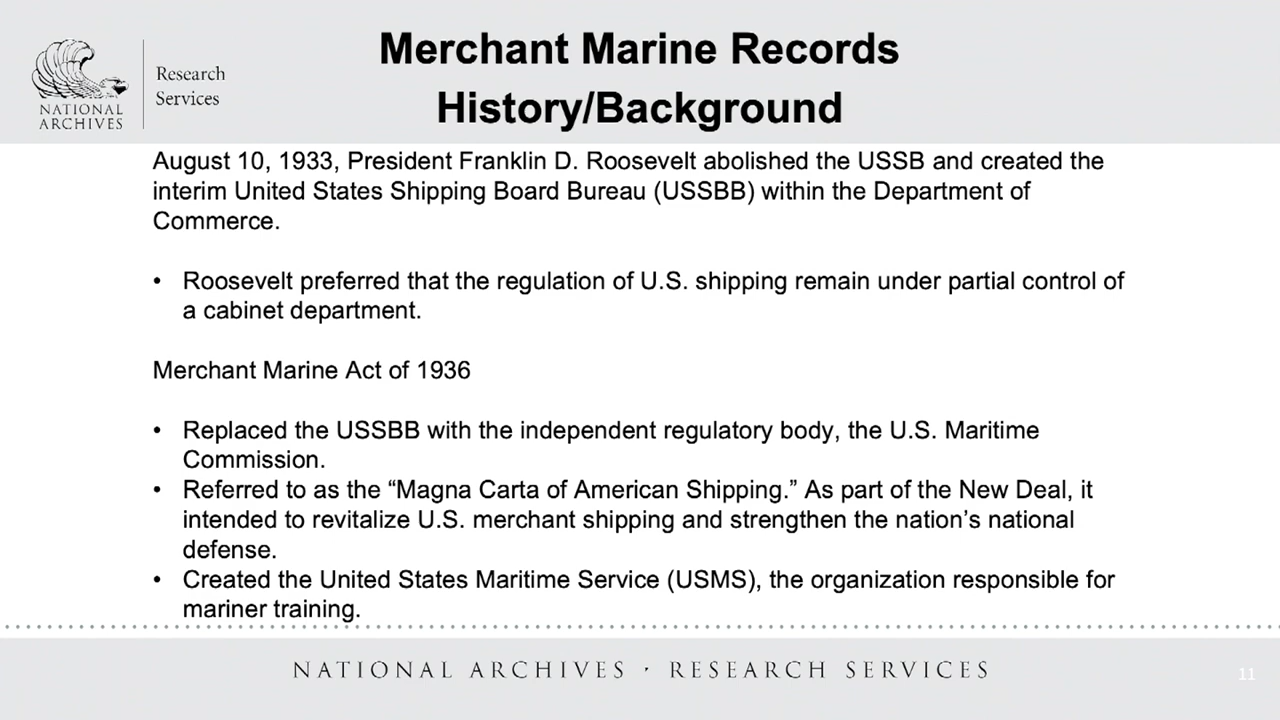 Merchant Marine Records
History/Background
NATIONAL
ARCHIVES
Research
Services
August 10, 1933, President Franklin D. Roosevelt abolished the USSB and created the
interim United States Shipping Board Bureau (USSBB) within the Department of
Commerce.
• Roosevelt preferred that the regulation of U.S. shipping remain under partial control of
a cabinet department.
Merchant Marine Act of 1936
• Replaced the USSBB with the independent regulatory body, the U.S. Maritime
Commission.
• Referred to as the “Magna Carta of American Shipping.” As part of the New Deal, it
intended to revitalize U.S. merchant shipping and strengthen the nation’s national
defense.
• Created the United States Maritime Service (USMS), the organization responsible for
mariner training.
NATIONAL ARCHIVES · RESEARCH SERVICES
11